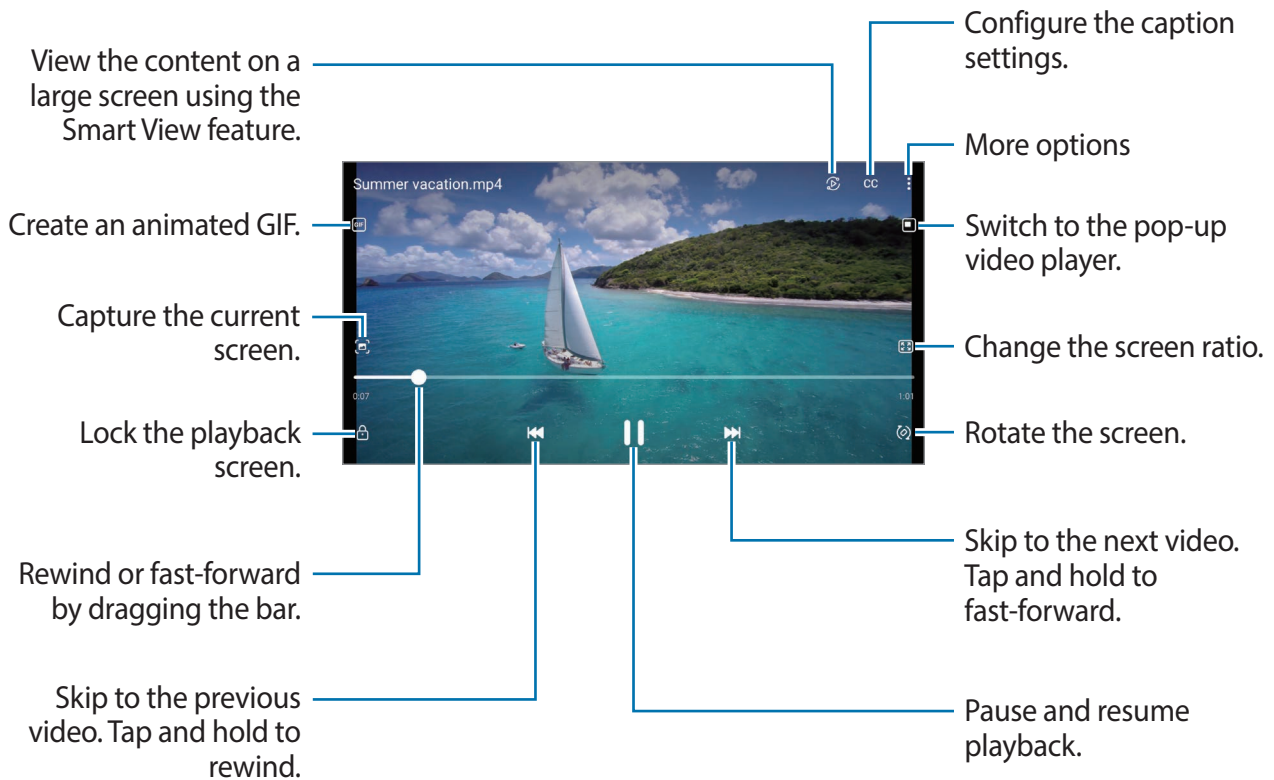 Configure the caption
settings.
View the content on a
large screen using the
Smart View feature.
More options
Summer vacation.mp4
CC
Create an animated GIF.
GIF
Switch to the pop-up
video player.
Capture the current
screen.
Change the screen ratio.
0:07
1:01
Lock the playback
screen.
Rotate the screen.
Rewind or fast-forward
by dragging the bar.
Skip to the next video.
Tap and hold to
fast-forward.
Skip to the previous
video. Tap and hold to
rewind.
Pause and resume
playback.